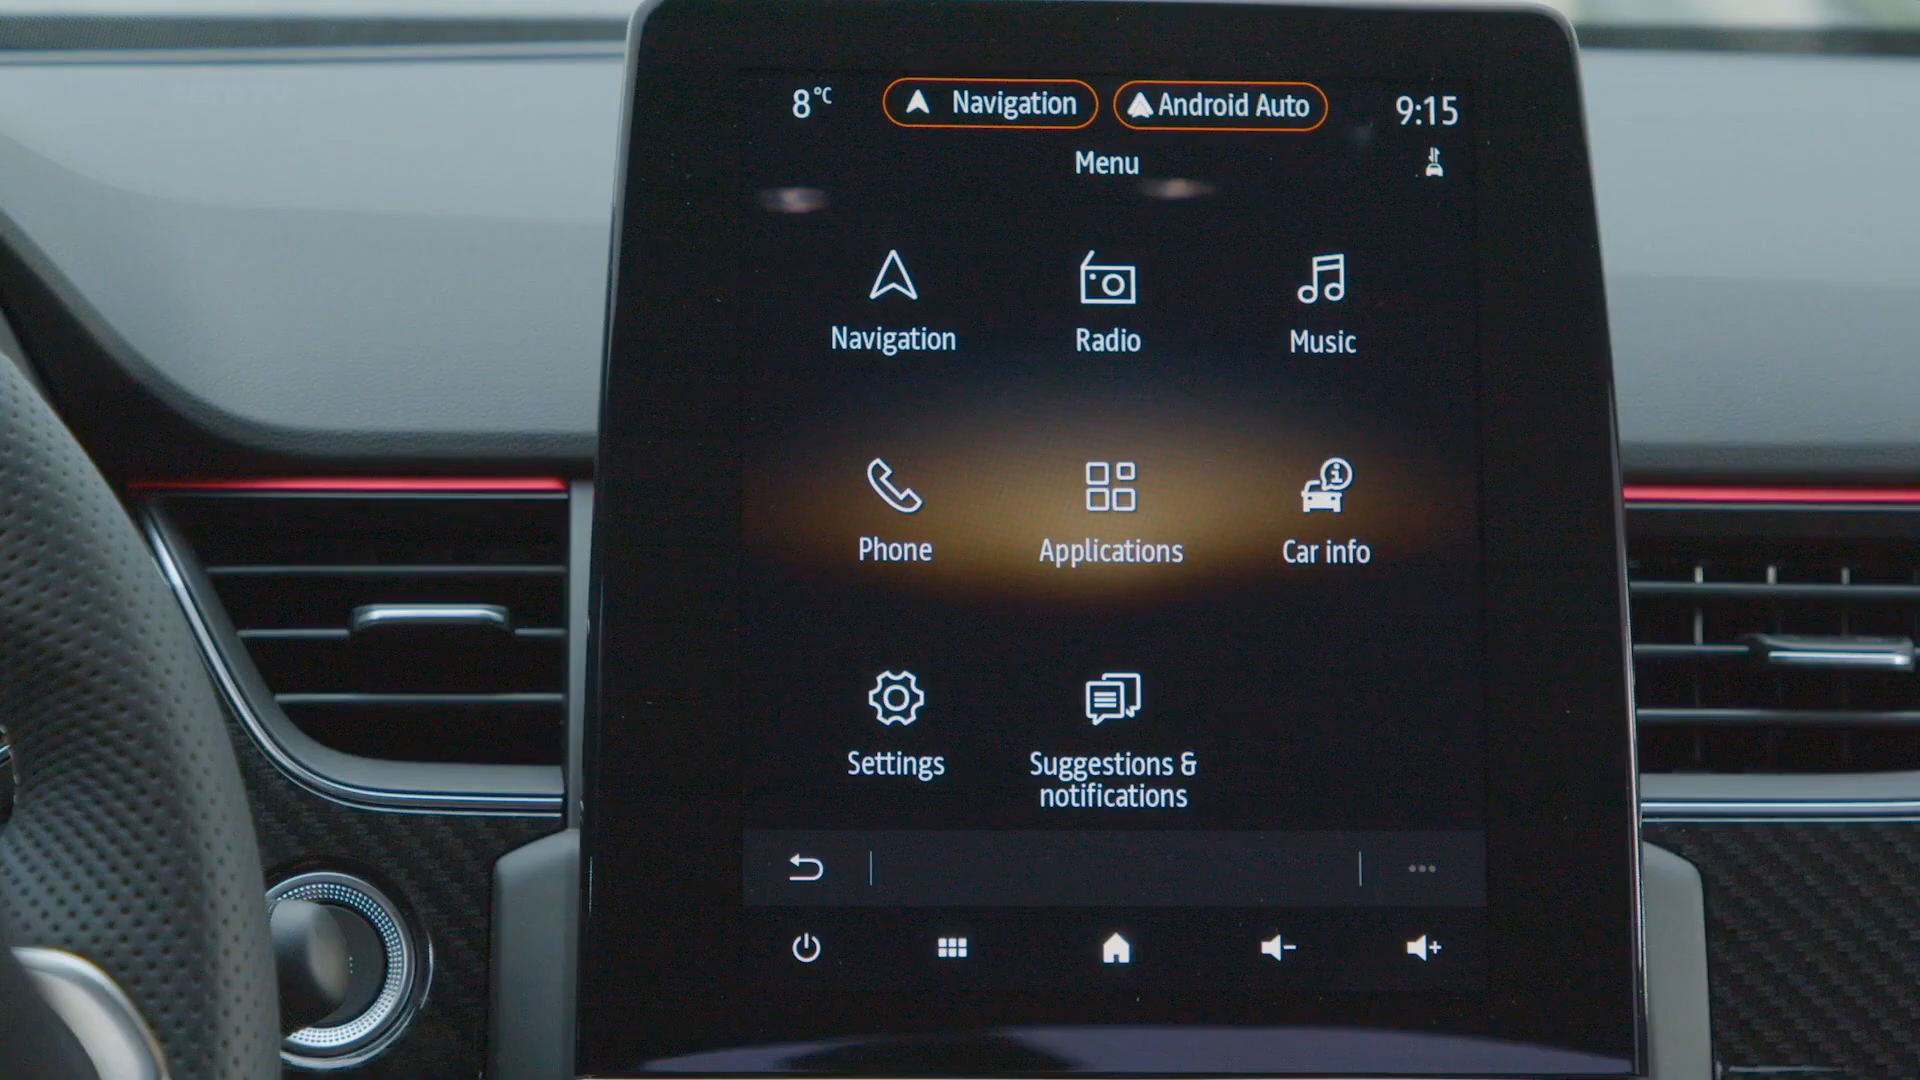 8°C Navigation Android Auto 9:15
Menu
Navigation Radio Music
Phone Applications Car info
Settings Suggestions &
notifications